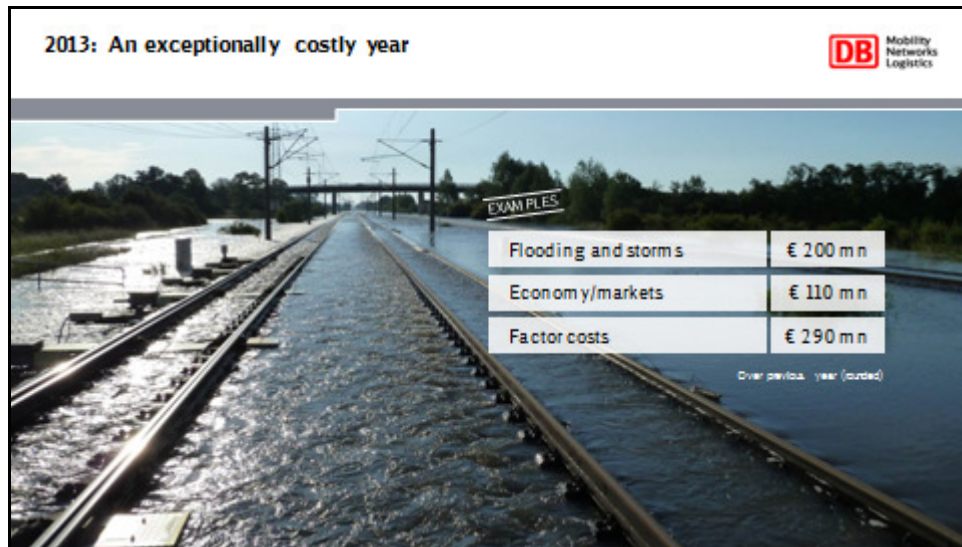 2013: An exceptionally costly year
DB
Mobility
Networks
Logistics
EXAMPLES
Flooding and storms € 200 mn
Economy/markets € 110 mn
Factor costs € 290 mn
Over previous year (rounded)